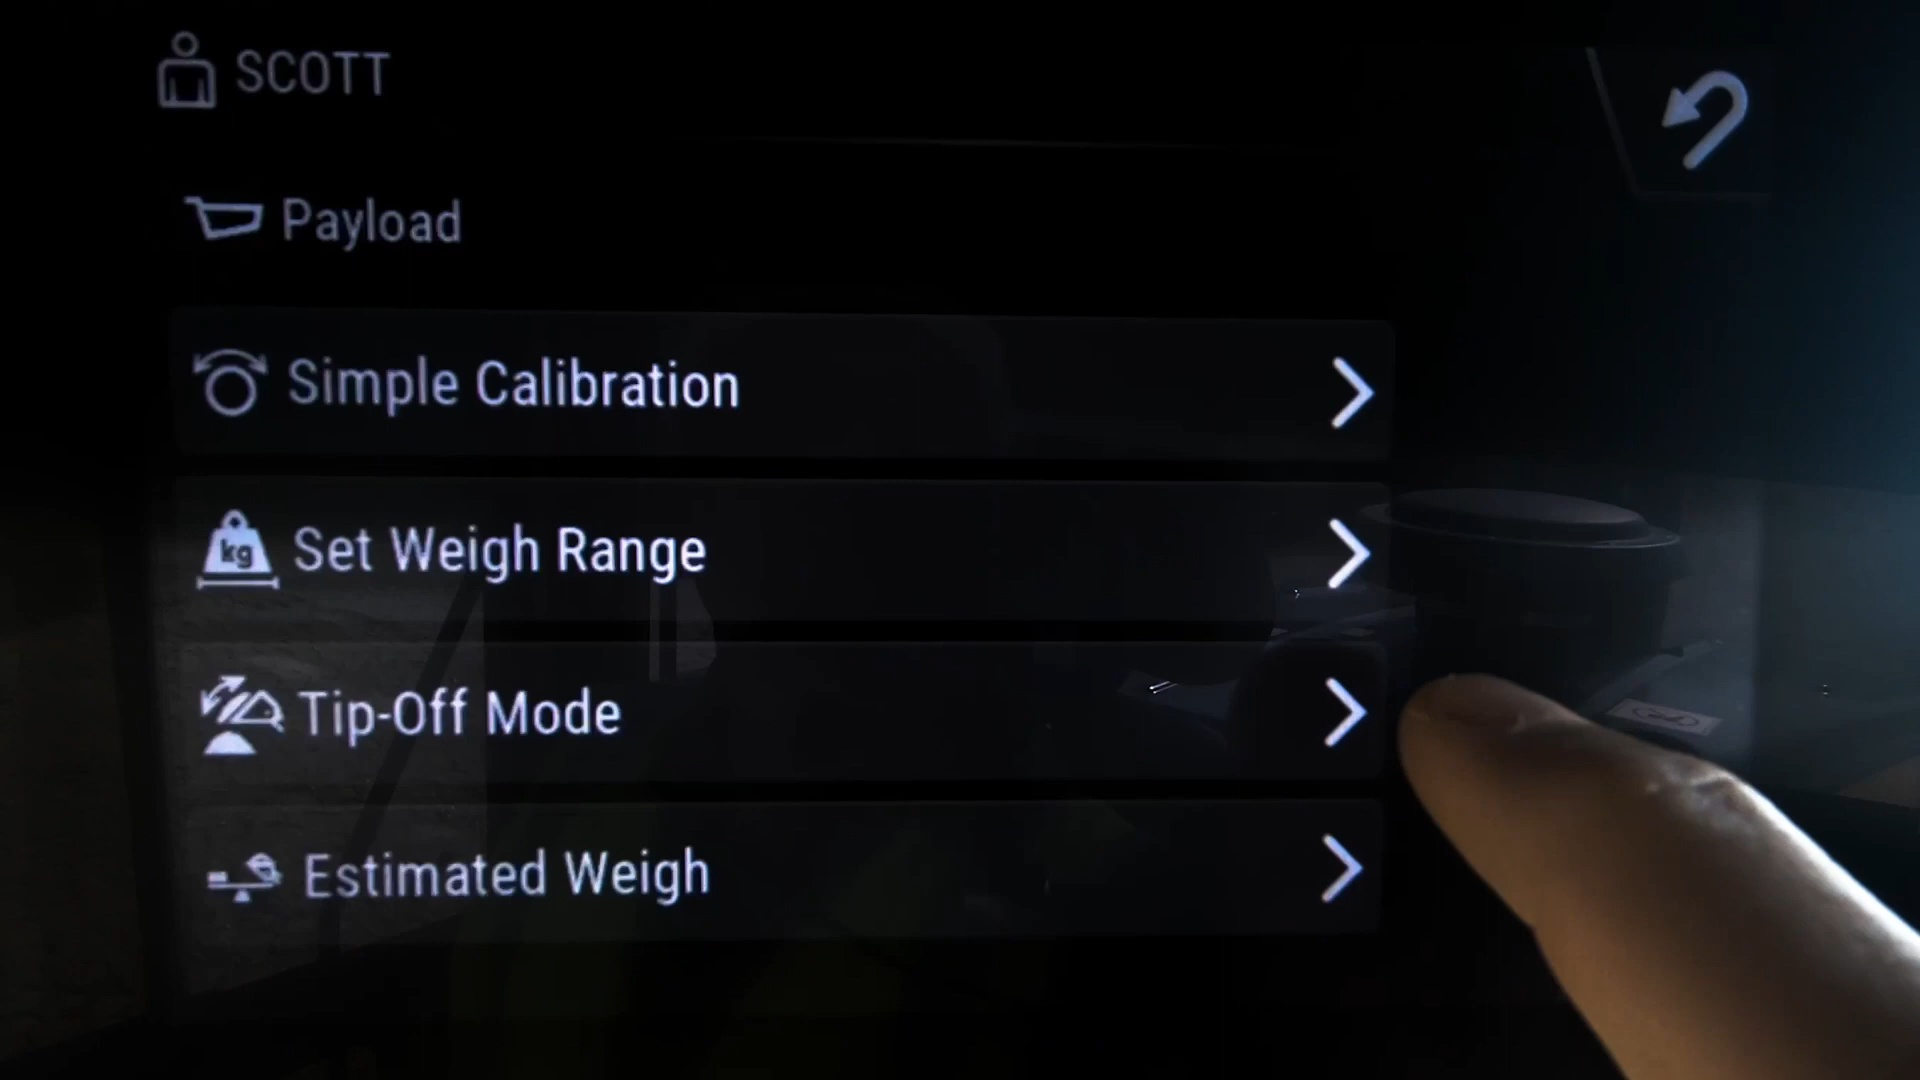 SCOTT
Payload
Simple Calibration
kg
Set Weigh Range
Tip-Off Mode
Estimated Weigh